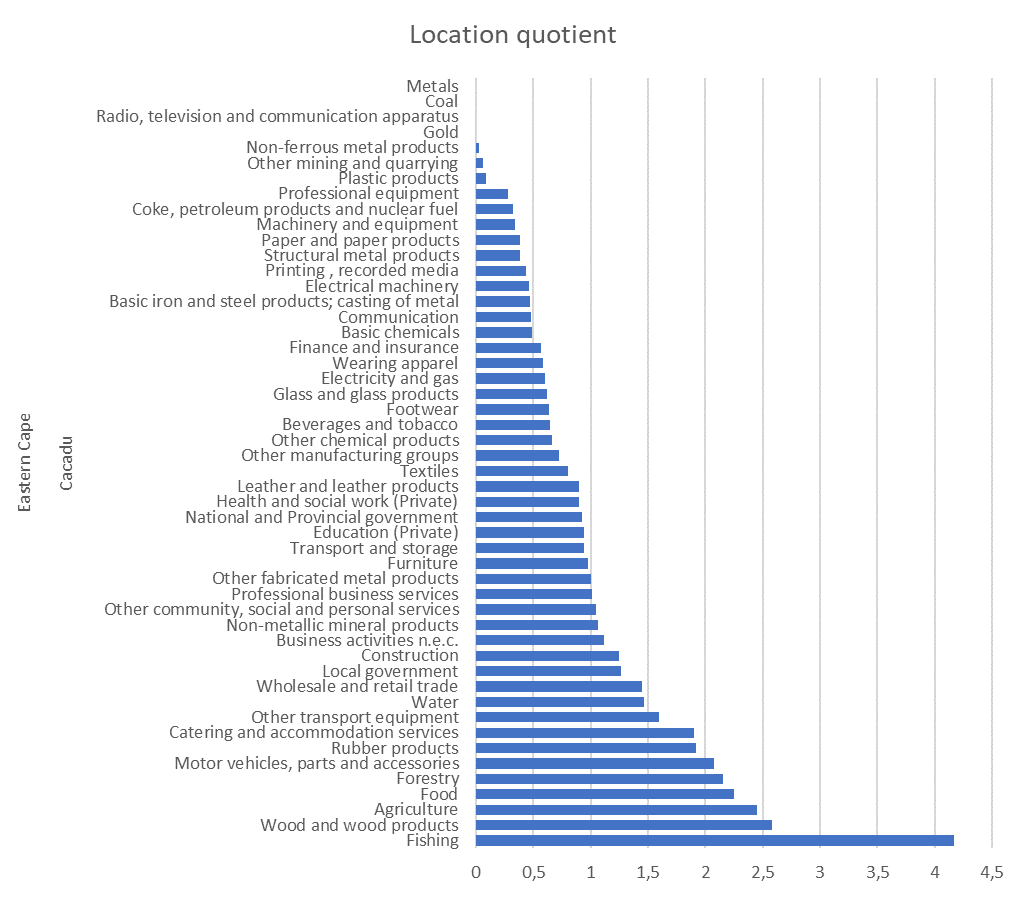 Location quotient
Metals
Coal
Radio, television and communication apparatus
Gold
Non-ferrous metal products
Other mining and quarrying
Plastic products
Professional equipment
Coke, petroleum products and nuclear fuel
Machinery and equipment
Paper and paper products
Structural metal products
Printing , recorded media
Electrical machinery
Basic iron and steel products; casting of metal
Communication
Basic chemicals
Finance and insurance
Wearing apparel
Electricity and gas
Glass and glass products
Footwear
Beverages and tobacco
Other chemical products
Other manufacturing groups
Textiles
Leather and leather products
Health and social work (Private)
National and Provincial government
Education (Private)
Transport and storage
Furniture
Other fabricated metal products
Professional business services
Other community, social and personal services
Non-metallic mineral products
Business activities n.e.c.
Construction
Local government
Wholesale and retail trade
Water
Other transport equipment
Catering and accommodation services
Rubber products
Motor vehicles, parts and accessories
Forestry
Food
Agriculture
Wood and wood products
Fishing
Eastern Cape
Cacadu
0 0,5 1 1,5 2 2,5 3 3,5 4 4,5